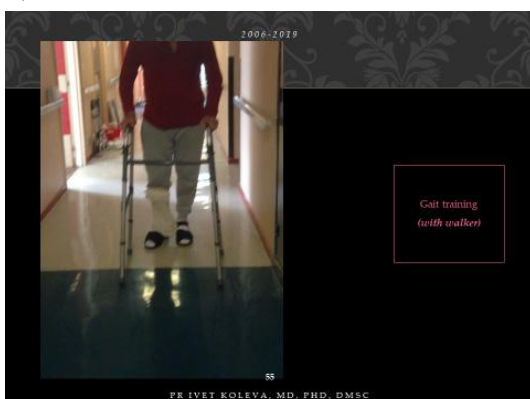 2006-2019
Gait training
(with walker)
55
PR IVET KOLEVA, MD, PHD, DMSC